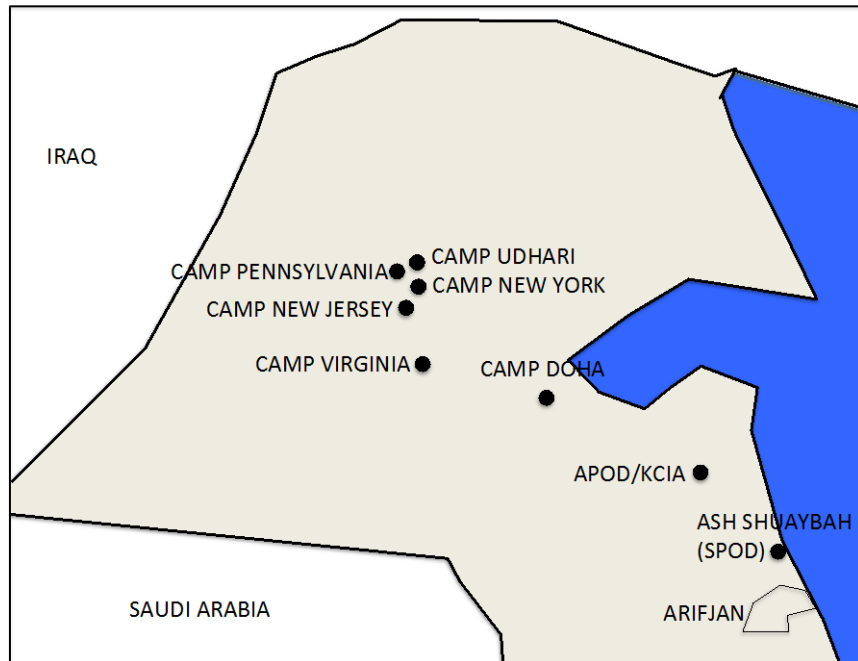 IRAQ
CAMP UDHARI
CAMP PENNSYLVANIA
CAMP NEW YORK
CAMP NEW JERSEY
CAMP VIRGINIA
CAMP DOHA
APOD/KCIA
ASH SHUAYBAH
(SPOD)
SAUDI ARABIA
ARIFJAN